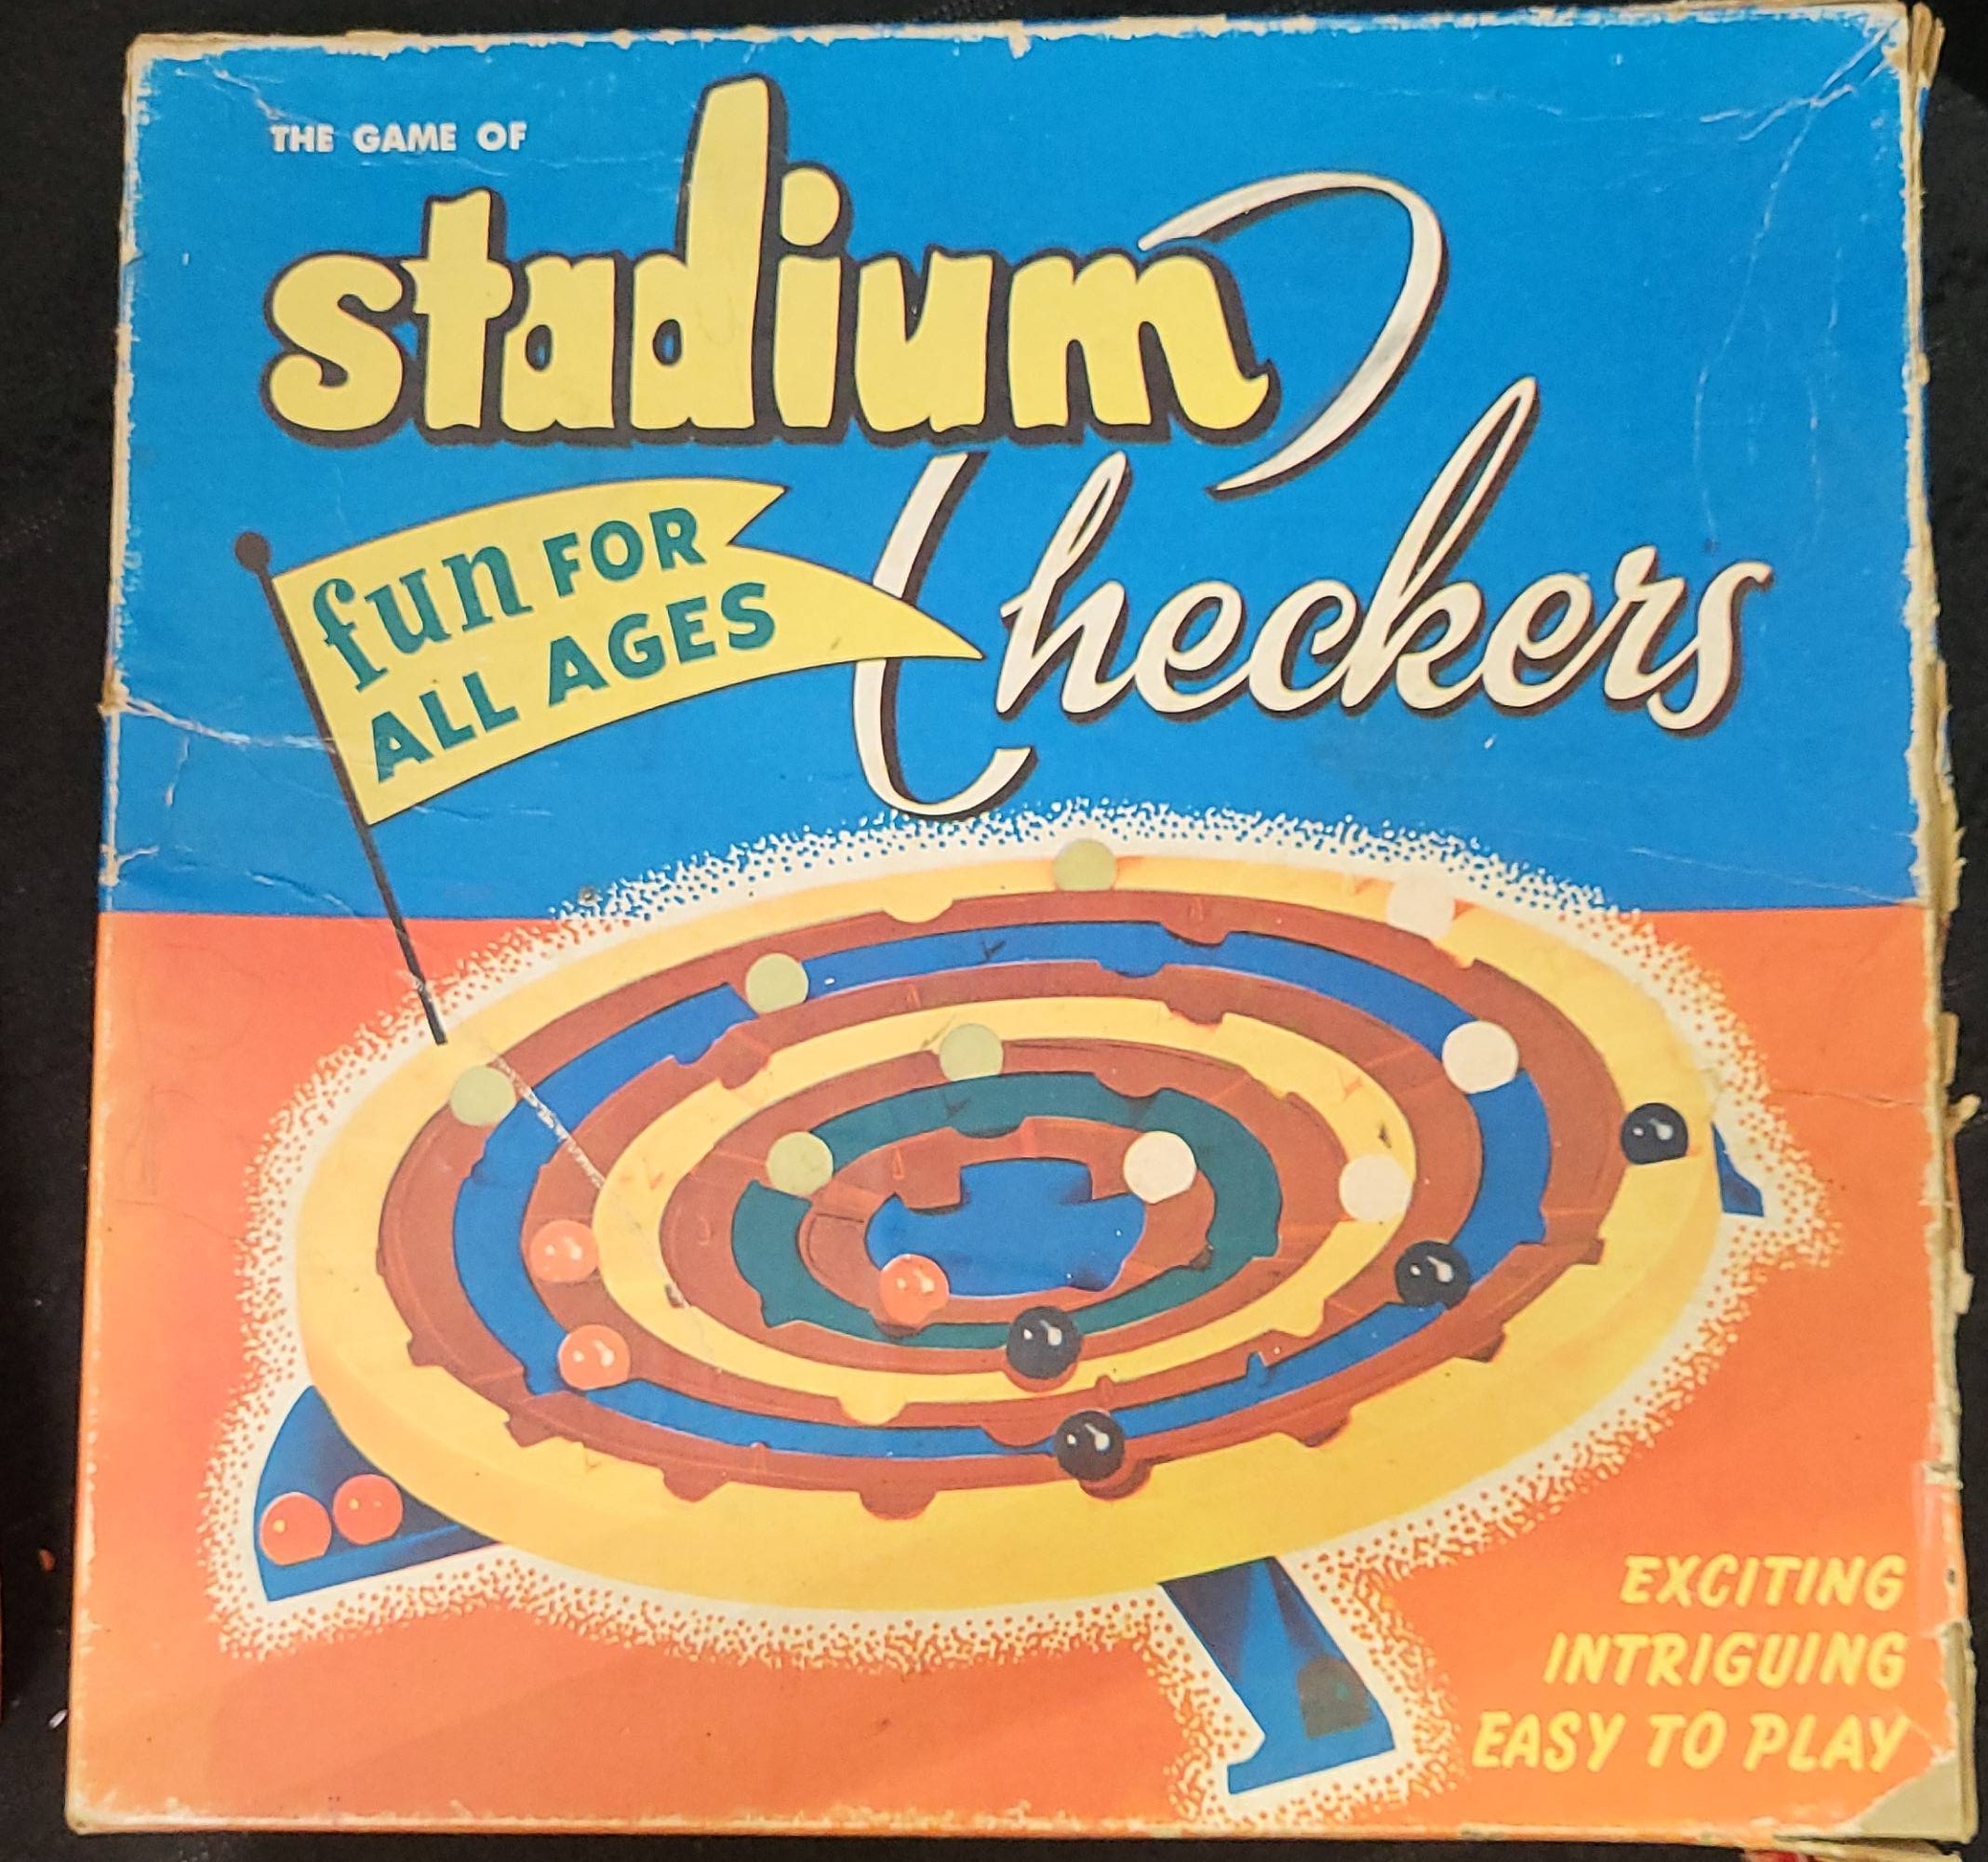 THE GAME OF
stadium
Checkers
fun FOR
ALL AGES
EXCITING
INTRIGUING
EASY TO PLAY